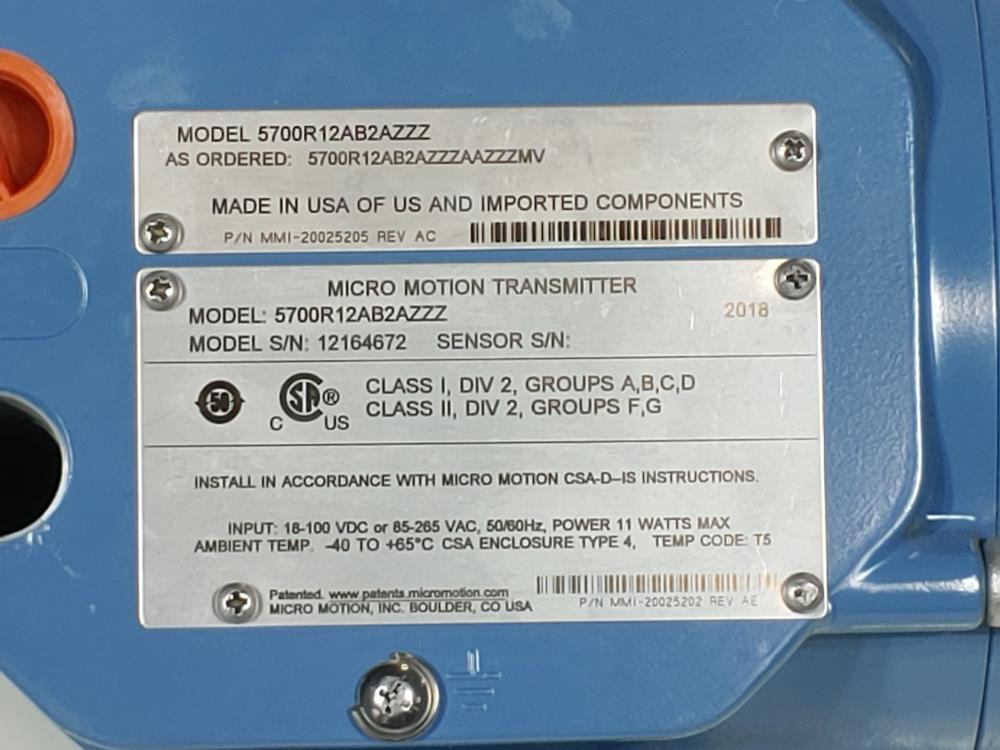 MODEL 5700R12AB2AZZZ
AS ORDERED: 5700R12AB2AZZZAAZZZMV
MADE IN USA OF US AND IMPORTED COMPONENTS
P/N MMI-20025205 REV AC
MICRO MOTION TRANSMITTER
MODEL: 5700R12AB2AZZZ 2018
MODEL S/N: 12164672 SENSOR S/N:
50 C SA ® US CLASS I, DIV 2, GROUPS A,B,C,D
CLASS II, DIV 2, GROUPS F,G
INSTALL IN ACCORDANCE WITH MICRO MOTION CSA-D-IS INSTRUCTIONS.
INPUT: 18-100 VDC or 85-265 VAC, 50/60Hz, POWER 11 WATTS MAX
AMBIENT TEMP. -40 TO +65°C CSA ENCLOSURE TYPE 4, TEMP CODE: T5
Patented. www.patents.micromotion.com
MICRO MOTION, INC. BOULDER, CO USA
P/N MMI-20025202 REV AE